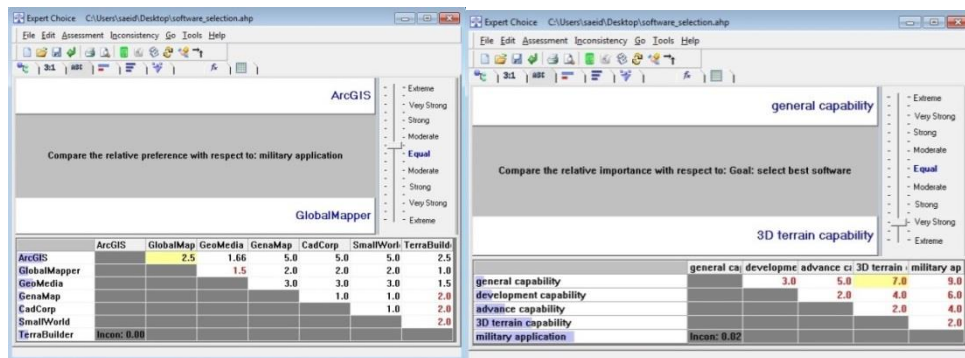 Expert Choice C:\Users\saeid\Desktop\software_selection.ahp
File Edit Assessment Inconsistency Go Tools Help
3:1 ABC
ArcGIS
Compare the relative preference with respect to: military application
GlobalMapper
Extreme
Very Strong
Strong
Moderate
Equal
Moderate
Strong
Very Strong
Extreme
ArcGIS GlobalMap GeoMedia GenaMap CadCorp SmallWorl TerraBuild
ArcGIS 2.5 1.66 5.0 5.0 5.0 2.5
GlobalMapper 1.5 2.0 2.0 2.0 1.0
GeoMedia 3.0 3.0 3.0 1.5
GenaMap 1.0 1.0 2.0
CadCorp 1.0 2.0
SmallWorld 2.0
TerraBuilder Incon: 0.00
Expert Choice C:\Users\saeid\Desktop\software_selection.ahp
File Edit Assessment Inconsistency Go Tools Help
3:1 ABC
general capability
Compare the relative importance with respect to: Goal: select best software
3D terrain capability
Extreme
Very Strong
Strong
Moderate
Equal
Moderate
Strong
Very Strong
Extreme
general ca developme advance ca 3D terrain military ap
general capability 3.0 5.0 7.0 9.0
development capability 2.0 4.0 6.0
advance capability 2.0 4.0
3D terrain capability 2.0
military application Incon: 0.02